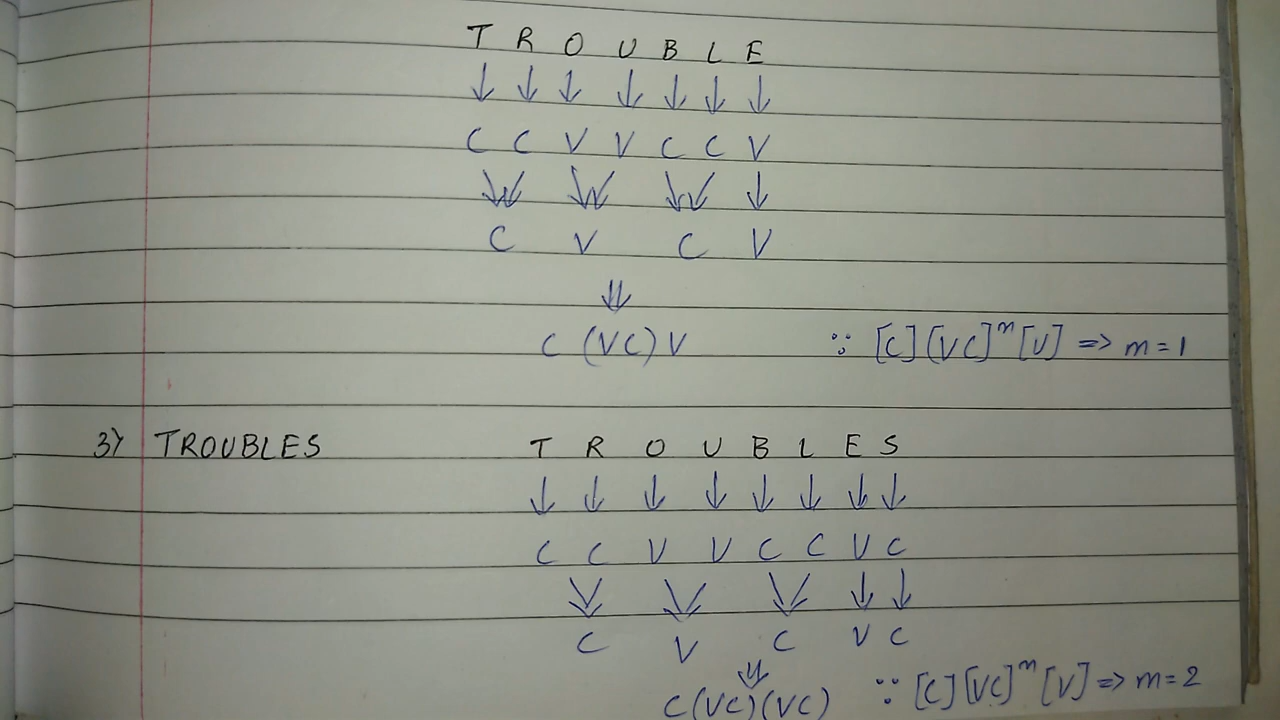 T R O U B L E
↓ ↓ ↓ ↓ ↓ ↓ ↓
C C V V C C V
C V C V
⇓
C (VC) V ∵ [C] [VC]^m [V] => m = 1
3) TROUBLES T R O U B L E S
↓ ↓ ↓ ↓ ↓ ↓ ↓ ↓
C C V V C C V C
C V C V C
⇓
C (VC) (VC) ∵ [C] [VC]^m [V] => m = 2